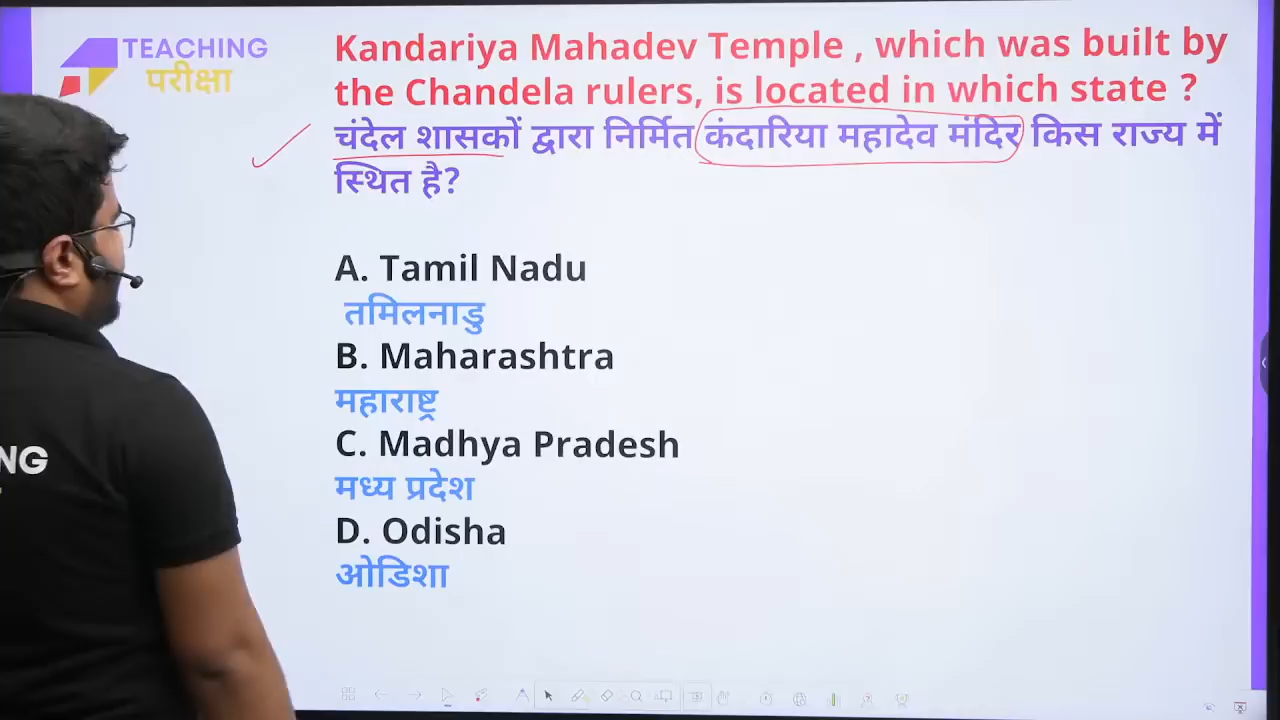 TEACHING
परीक्षा
Kandariya Mahadev Temple , which was built by
the Chandela rulers, is located in which state ?
चंदेल शासकों द्वारा निर्मित कंदारिया महादेव मंदिर किस राज्य में
स्थित है?
A. Tamil Nadu
तमिलनाडु
B. Maharashtra
महाराष्ट्र
C. Madhya Pradesh
मध्य प्रदेश
D. Odisha
ओडिशा
NG